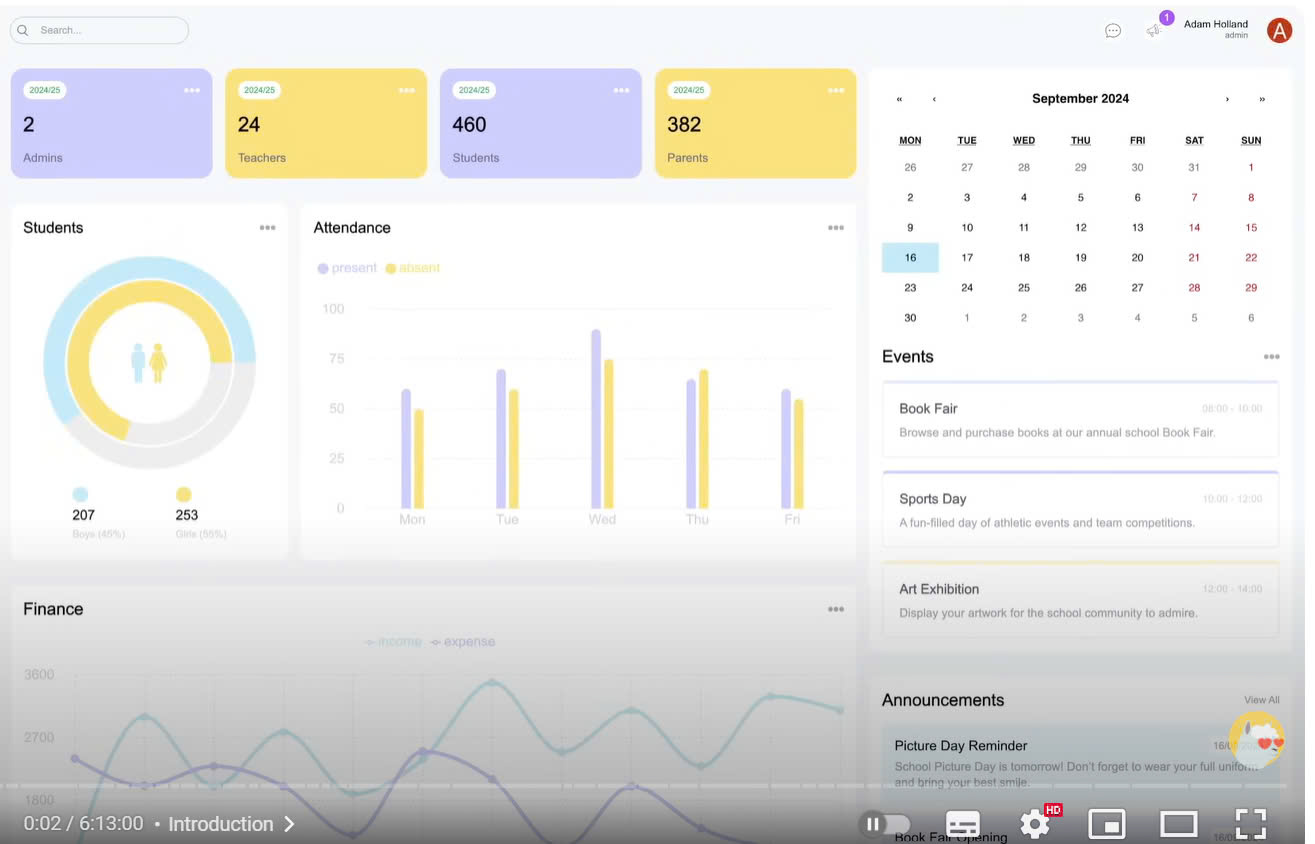 Search...
1
Adam Holland
admin
A
2024/25
2
Admins
2024/25
24
Teachers
2024/25
460
Students
2024/25
382
Parents
Students
207
Boys (45%)
253
Girls (55%)
Attendance
present absent
100
75
50
25
0
Mon Tue Wed Thu Fri
Finance
income expense
3600
2700
1800
« ‹ September 2024 › »
MON TUE WED THU FRI SAT SUN
26 27 28 29 30 31 1
2 3 4 5 6 7 8
9 10 11 12 13 14 15
16 17 18 19 20 21 22
23 24 25 26 27 28 29
30 1 2 3 4 5 6
Events
Book Fair 08:00 - 10:00
Browse and purchase books at our annual school Book Fair.
Sports Day 10:00 - 12:00
A fun-filled day of athletic events and team competitions.
Art Exhibition 12:00 - 14:00
Display your artwork for the school community to admire.
Announcements View All
Picture Day Reminder
School Picture Day is tomorrow! Don't forget to wear your full uniform
and bring your best smile.
Book Fair Opening
0:02 / 6:13:00 • Introduction
HD